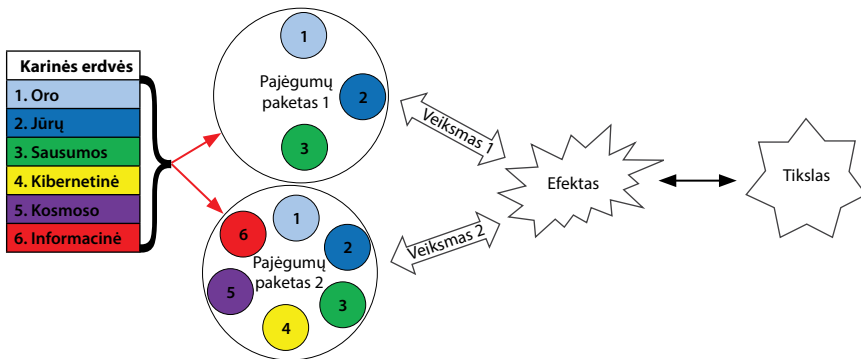 Karinės erdvės
1. Oro
2. Jūrų
3. Sausumos
4. Kibernetinė
5. Kosmoso
6. Informacinė
1
Pajėgumų
paketas 1
2
3
1
6
2
Pajėgumų
paketas 2
5
3
4
Veiksmas 1
Veiksmas 2
Efektas
Tikslas